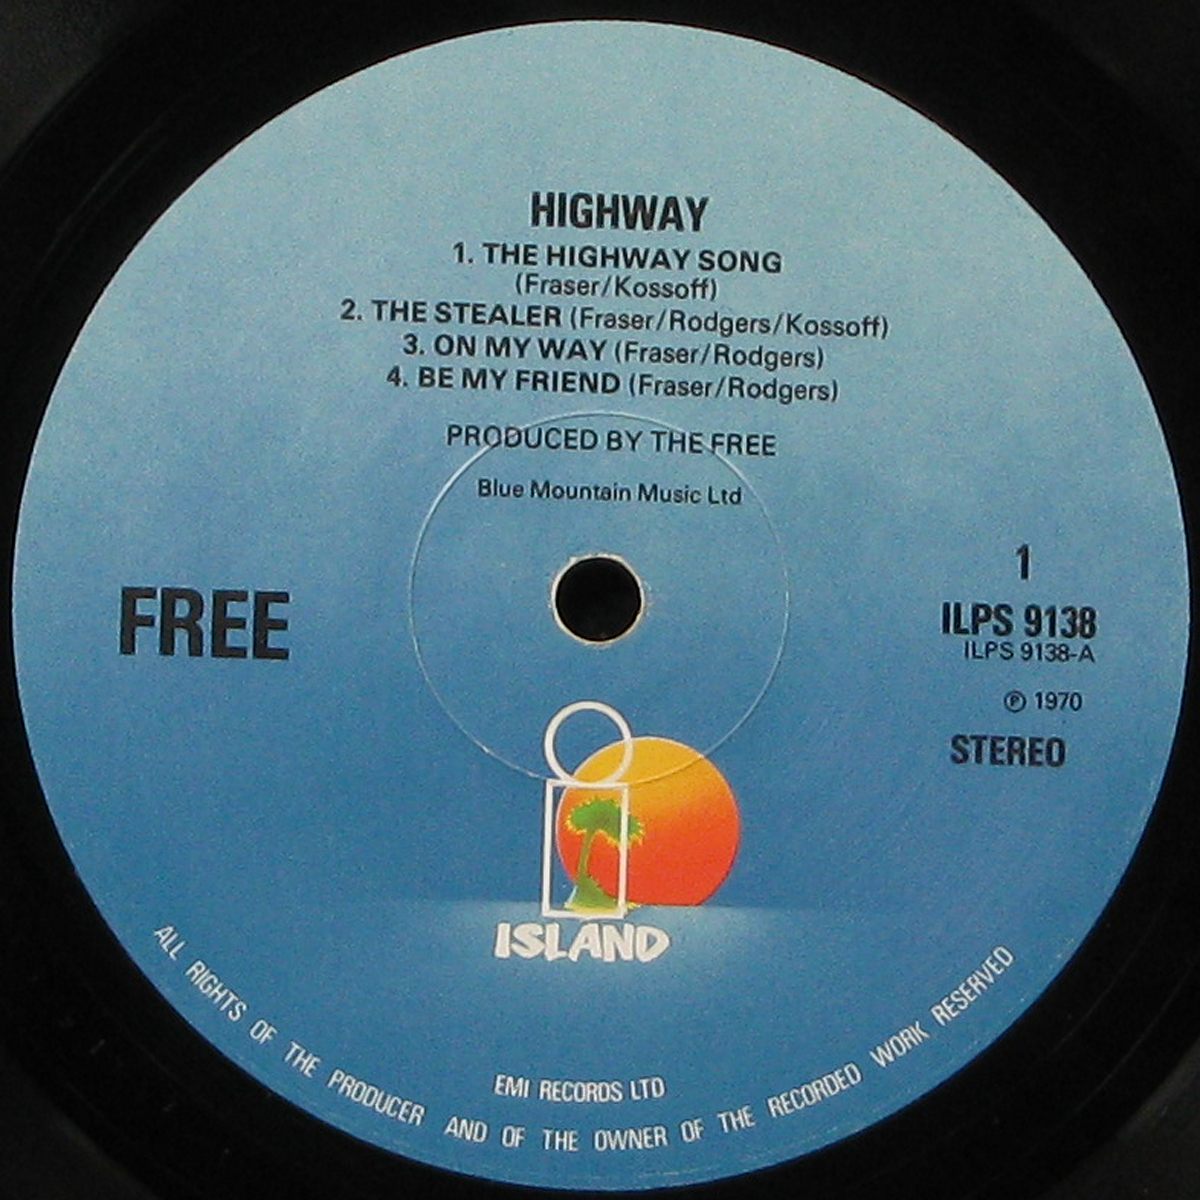 HIGHWAY
1. THE HIGHWAY SONG
(Fraser/Kossoff)
2. THE STEALER (Fraser/Rodgers/Kossoff)
3. ON MY WAY (Fraser/Rodgers)
4. BE MY FRIEND (Fraser/Rodgers)
PRODUCED BY THE FREE
Blue Mountain Music Ltd
FREE
1
ILPS 9138
ILPS 9138-A
℗ 1970
STEREO
ISLAND
EMI RECORDS LTD
ALL RIGHTS OF THE PRODUCER AND OF THE OWNER OF THE RECORDED WORK RESERVED